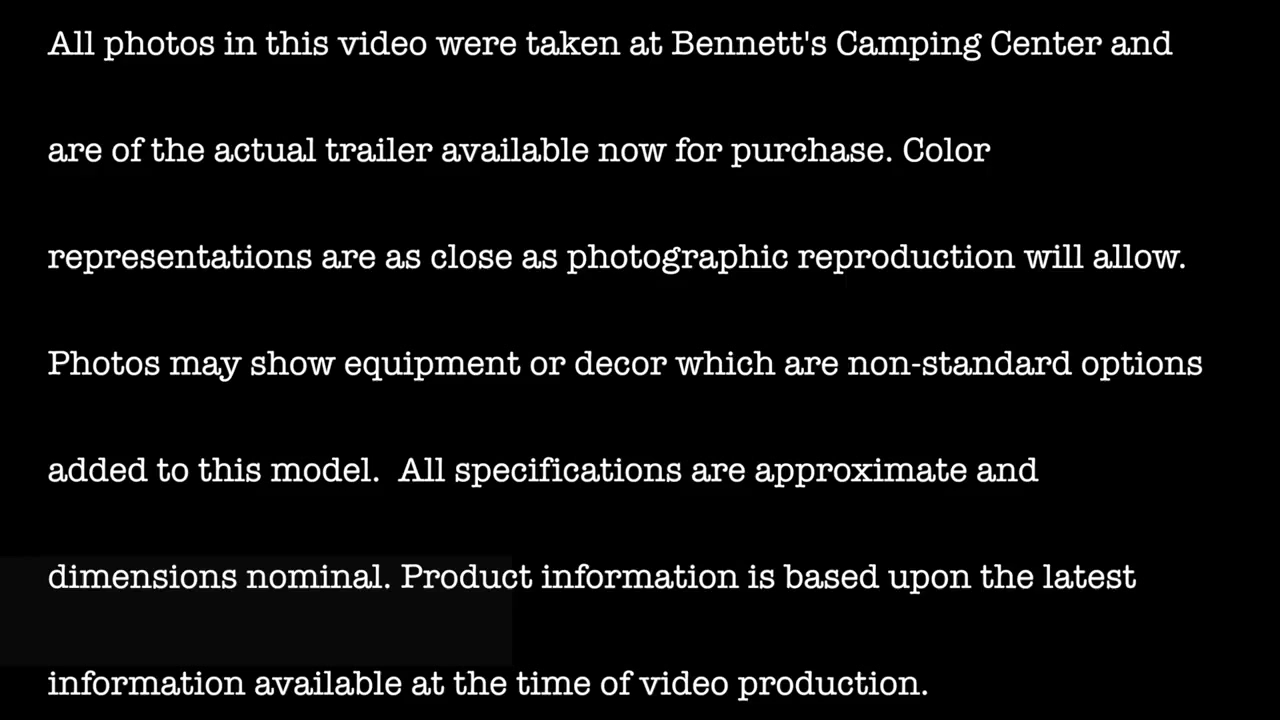 All photos in this video were taken at Bennett's Camping Center and
are of the actual trailer available now for purchase. Color
representations are as close as photographic reproduction will allow.
Photos may show equipment or decor which are non-standard options
added to this model.  All specifications are approximate and
dimensions nominal. Product information is based upon the latest
information available at the time of video production.